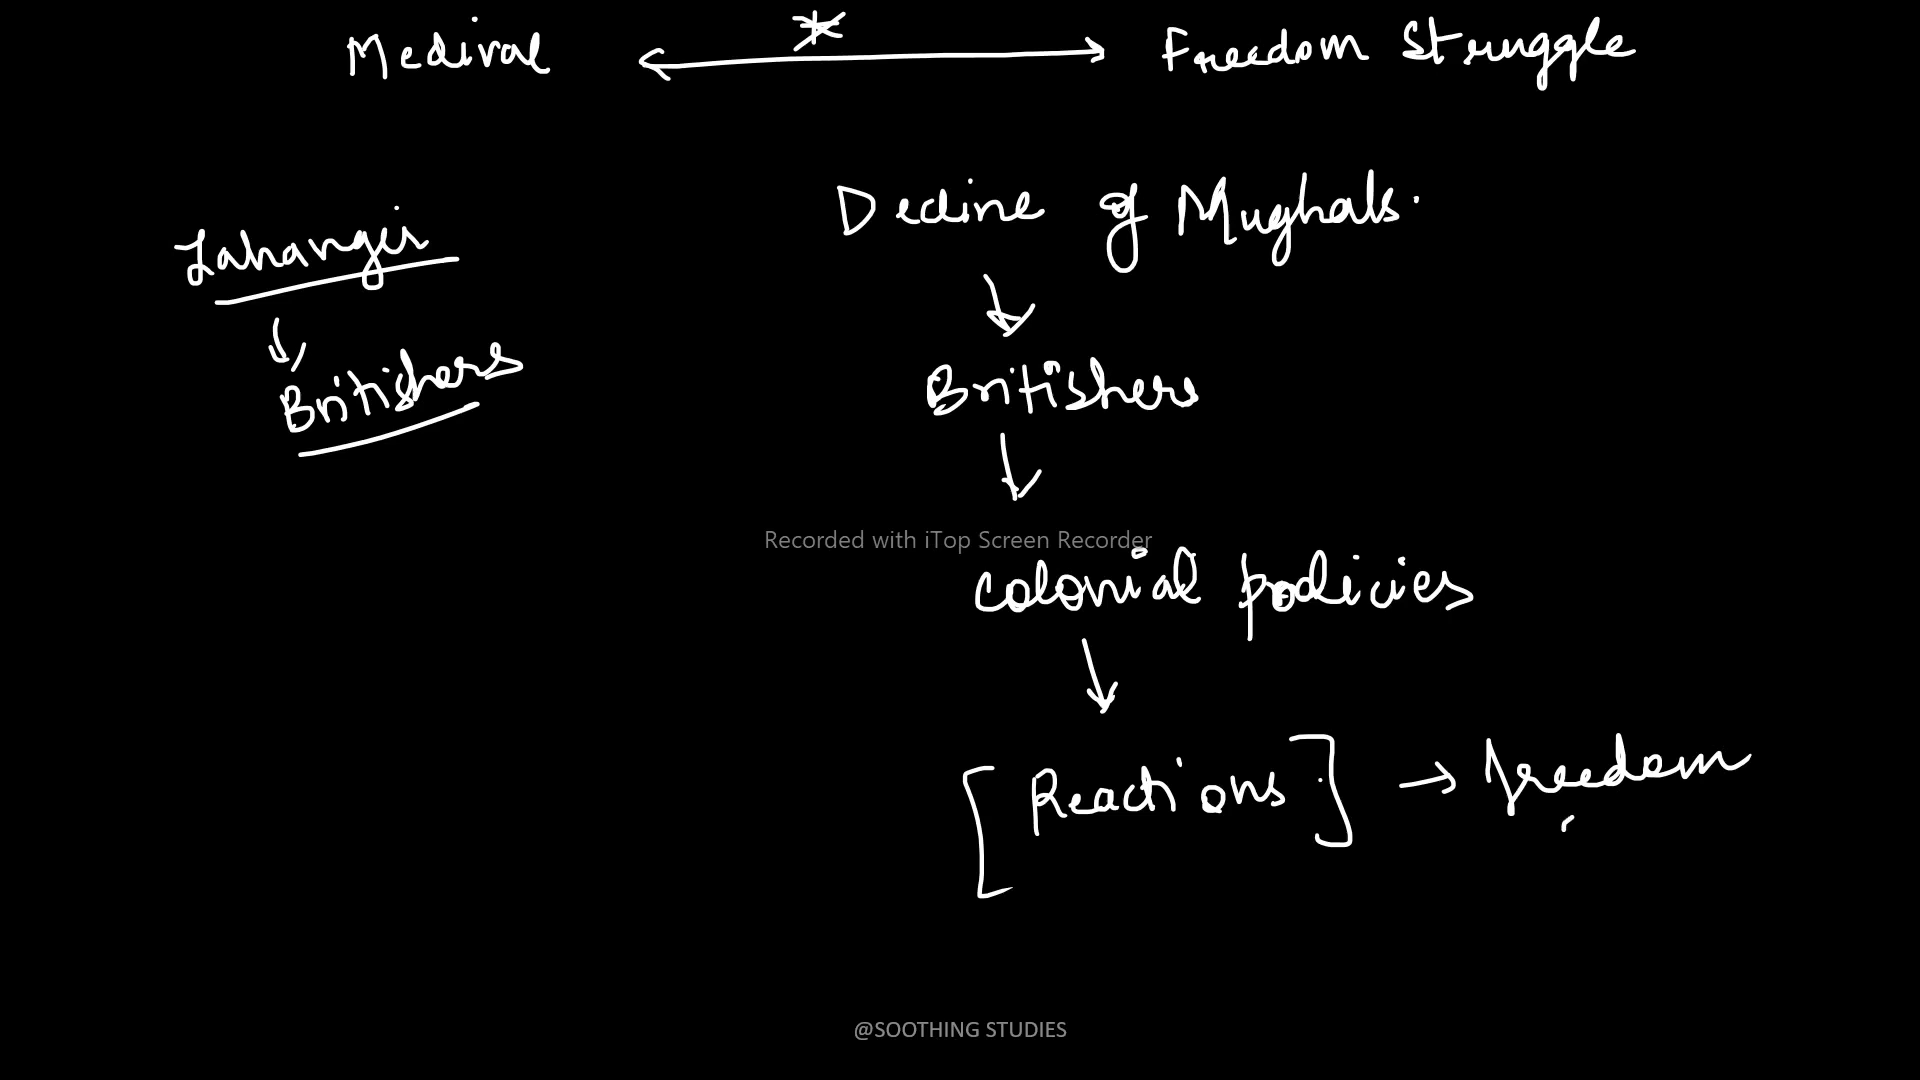 Medival ⟷ * Freedom Struggle
Decline of Mughals.
Jahangir
↓
Britishers
↓
Britishers
↓
Recorded with iTop Screen Recorder
colonial policies
↓
[Reactions] → freedom
@SOOTHING STUDIES